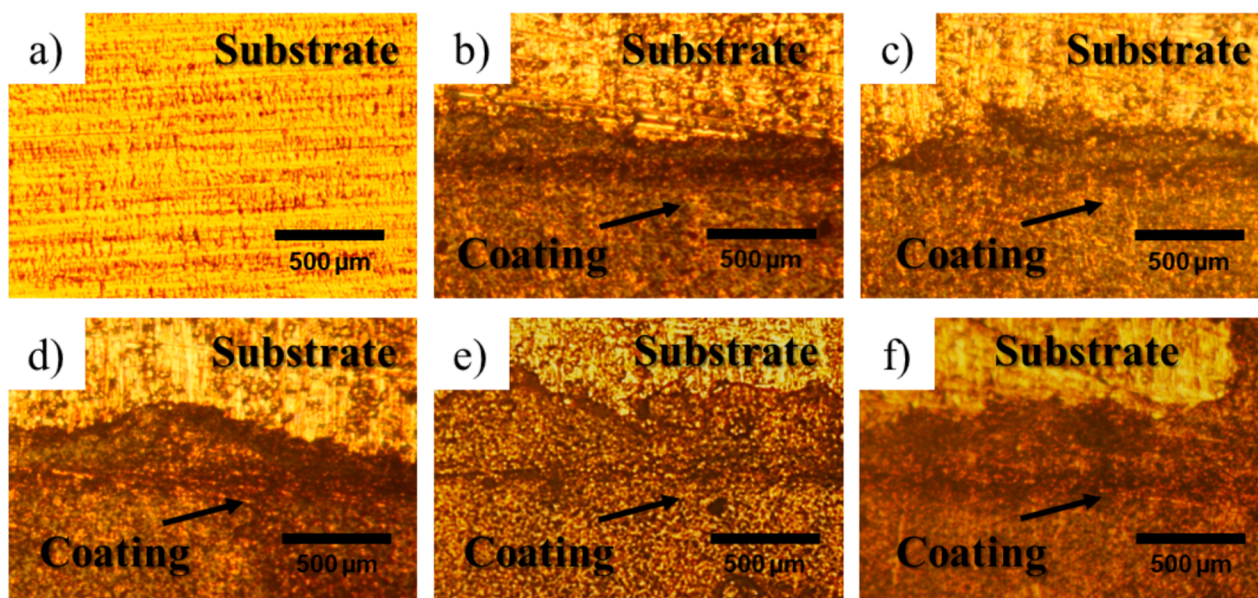 a)
Substrate
500 µm
b)
Substrate
Coating
500 µm
c)
Substrate
Coating
500 µm
d)
Substrate
Coating
500 µm
e)
Substrate
Coating
500 µm
f)
Substrate
Coating
500 µm